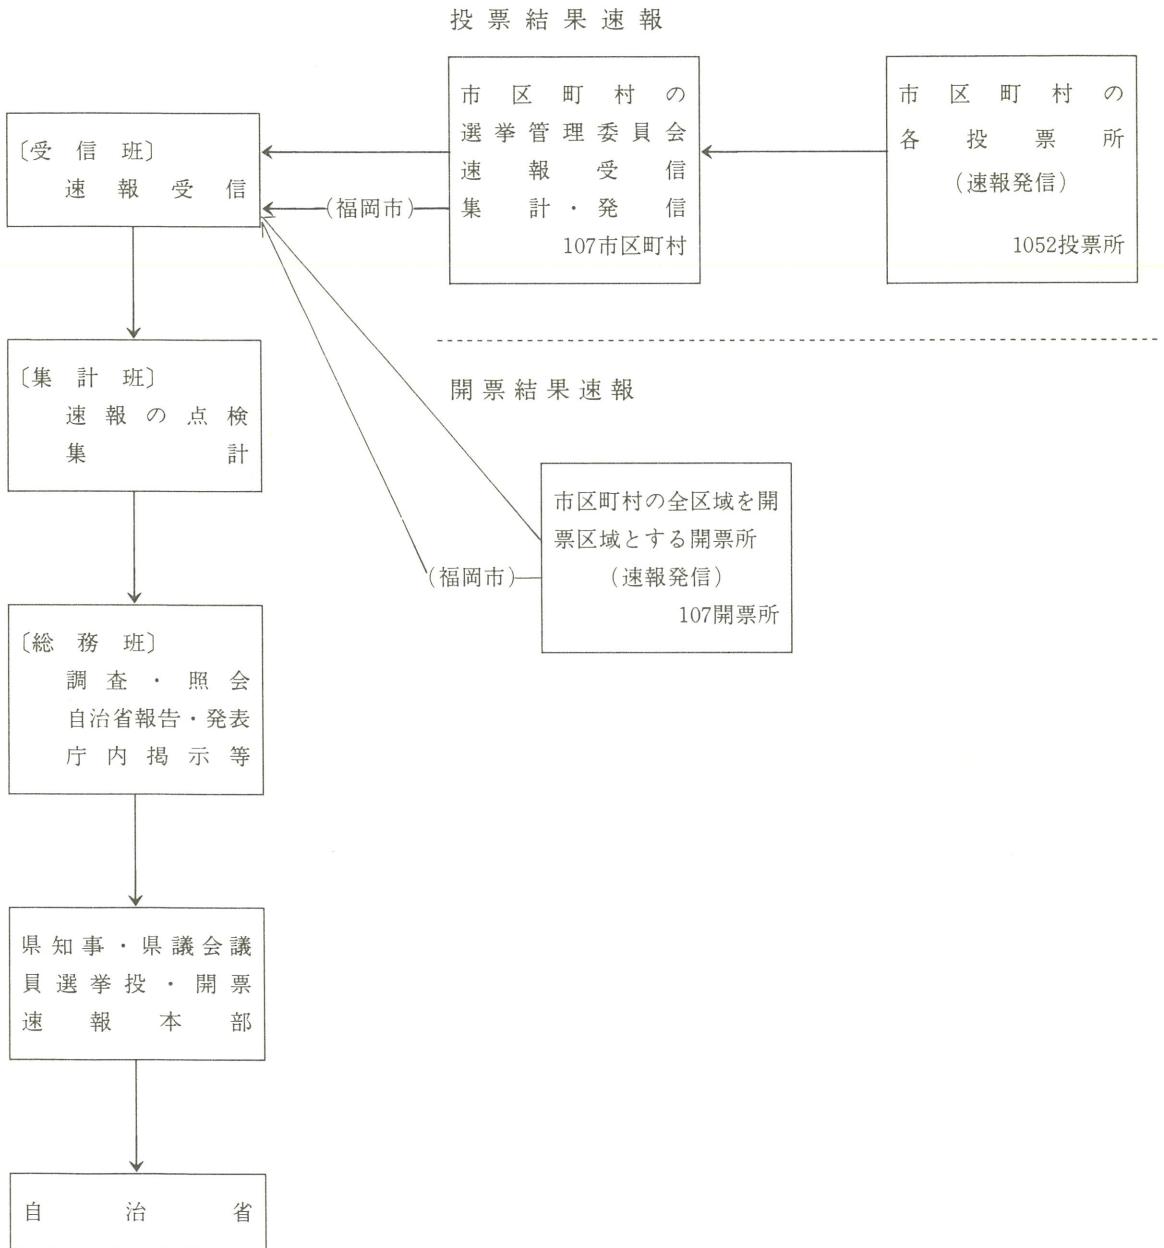 投票結果速報
市区町村の
選挙管理委員会
速報受信
集計・発信
107市区町村
市区町村の
各投票所
(速報発信)
1052投票所
〔受信班〕
速報受信
(福岡市)
〔集計班〕
速報の点検
集計
開票結果速報
市区町村の全区域を開
票区域とする開票所
(速報発信)
107開票所
(福岡市)
〔総務班〕
調査・照会
自治省報告・発表
庁内掲示等
県知事・県議会議
員選挙投・開票
速報本部
自治省